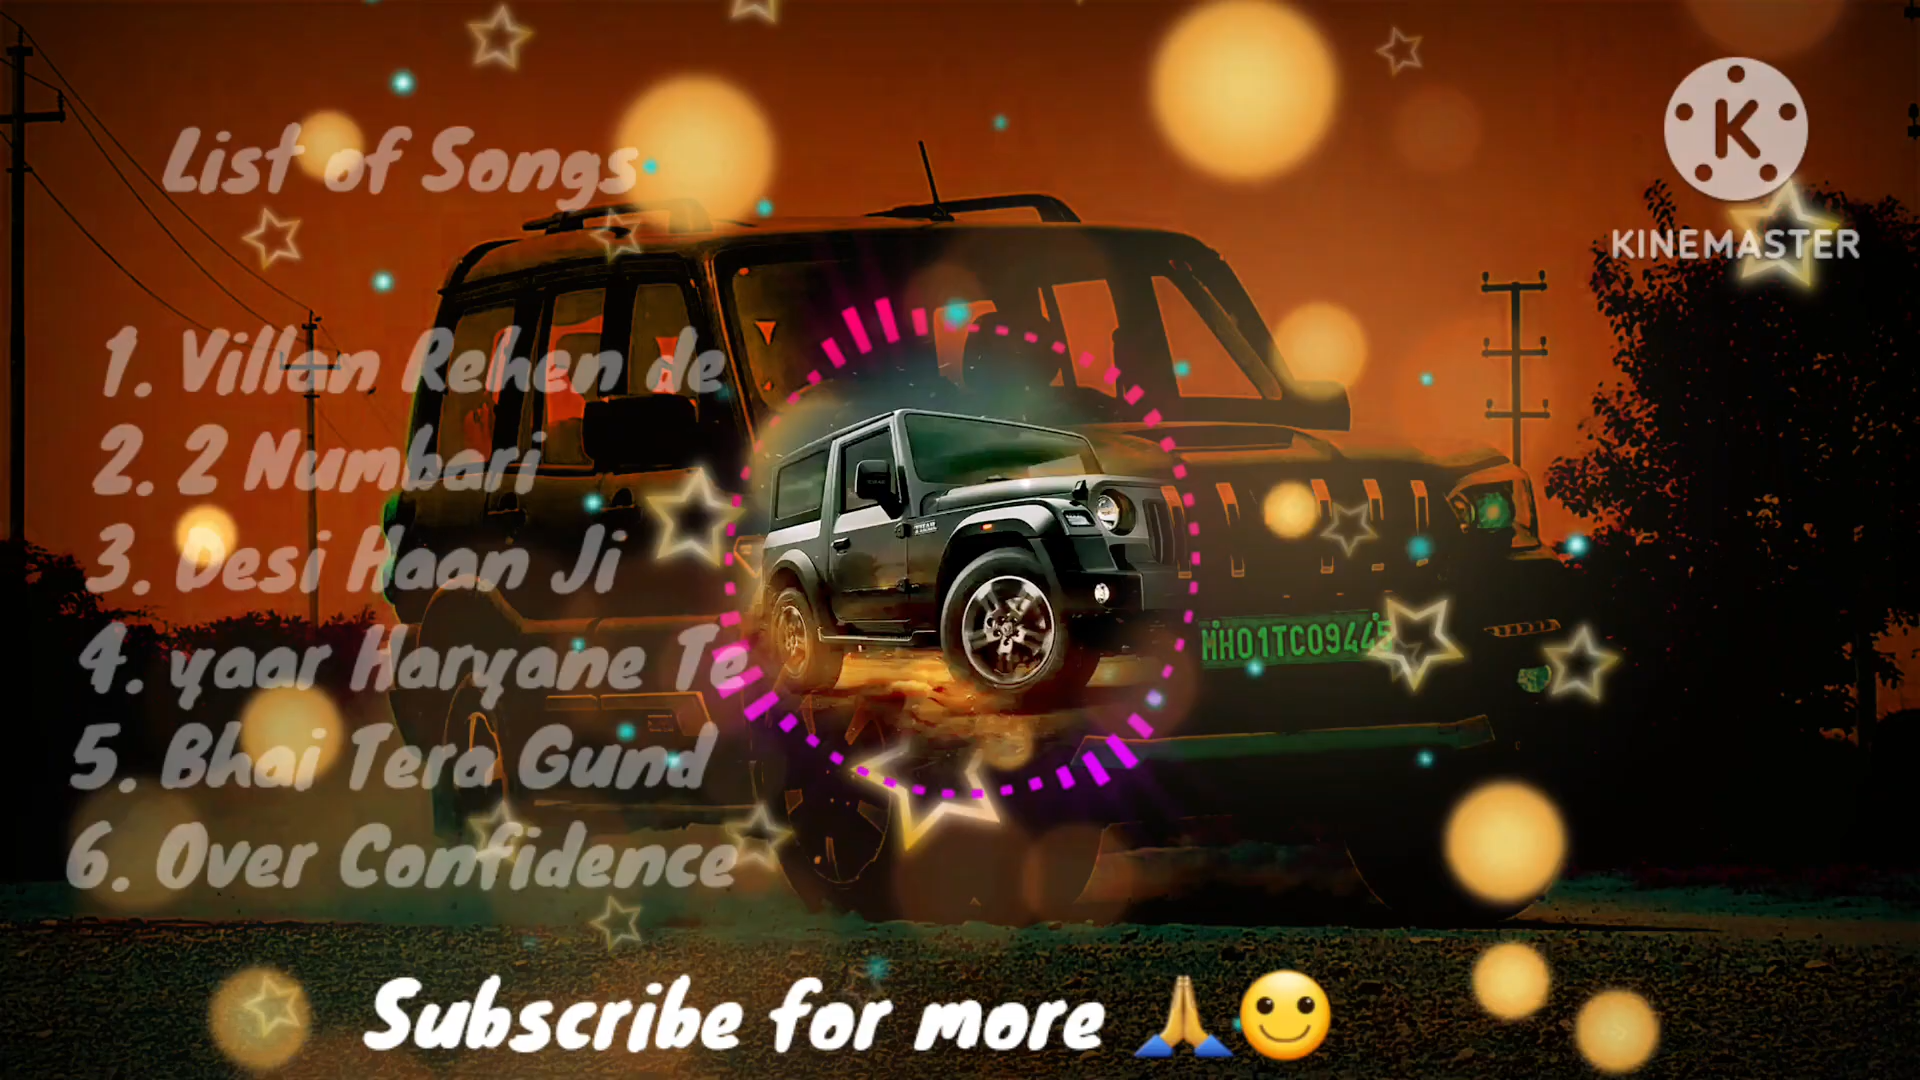 List of Songs
K
KINEMASTER
1. Villan Rehen de
2. 2 Numbari
3. Desi Haan Ji
4. yaar Haryane Te
5. Bhai Tera Gund
6. Over Confidence
MH01TC0944
Subscribe for more 🙏🙂